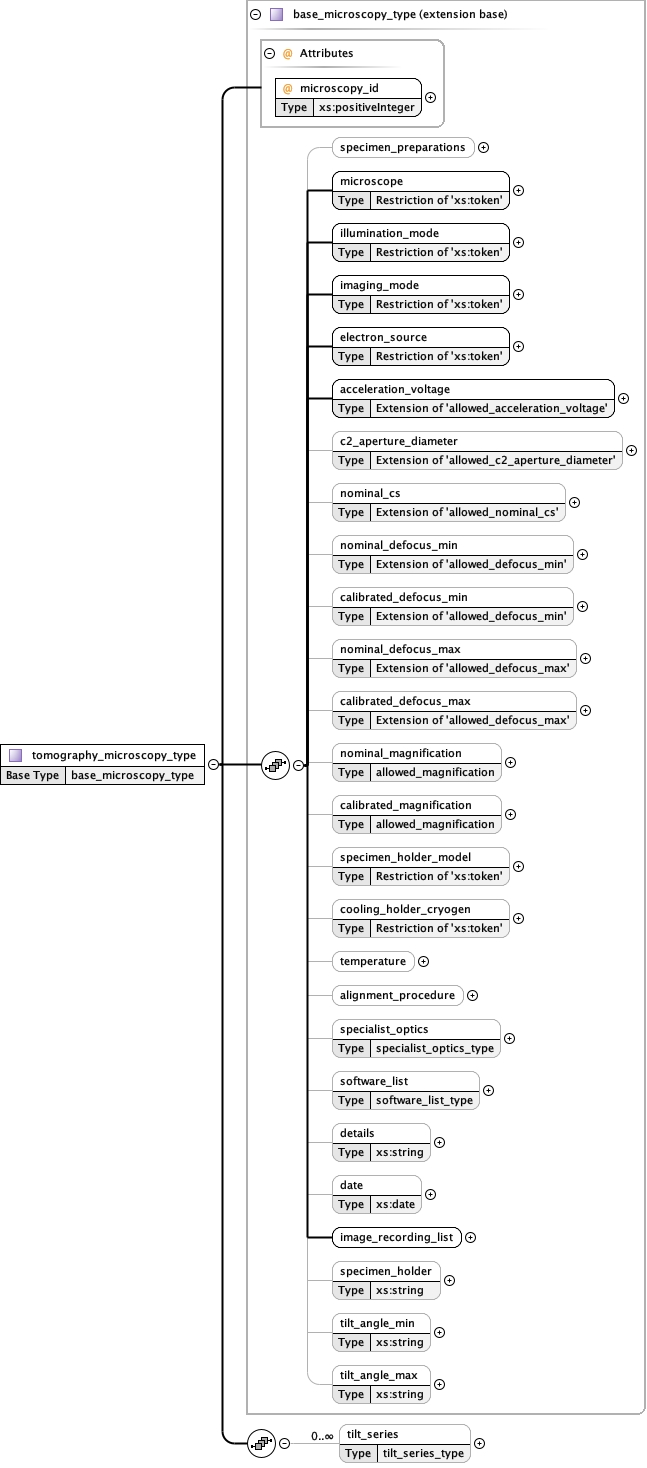 base_microscopy_type (extension base)
@ Attributes
@ microscopy_id
Type xs:positiveInteger
specimen_preparations
microscope
Type Restriction of 'xs:token'
illumination_mode
Type Restriction of 'xs:token'
imaging_mode
Type Restriction of 'xs:token'
electron_source
Type Restriction of 'xs:token'
acceleration_voltage
Type Extension of 'allowed_acceleration_voltage'
c2_aperture_diameter
Type Extension of 'allowed_c2_aperture_diameter'
nominal_cs
Type Extension of 'allowed_nominal_cs'
nominal_defocus_min
Type Extension of 'allowed_defocus_min'
calibrated_defocus_min
Type Extension of 'allowed_defocus_min'
nominal_defocus_max
Type Extension of 'allowed_defocus_max'
calibrated_defocus_max
Type Extension of 'allowed_defocus_max'
tomography_microscopy_type
Base Type base_microscopy_type
nominal_magnification
Type allowed_magnification
calibrated_magnification
Type allowed_magnification
specimen_holder_model
Type Restriction of 'xs:token'
cooling_holder_cryogen
Type Restriction of 'xs:token'
temperature
alignment_procedure
specialist_optics
Type specialist_optics_type
software_list
Type software_list_type
details
Type xs:string
date
Type xs:date
image_recording_list
specimen_holder
Type xs:string
tilt_angle_min
Type xs:string
tilt_angle_max
Type xs:string
0..∞
tilt_series
Type tilt_series_type